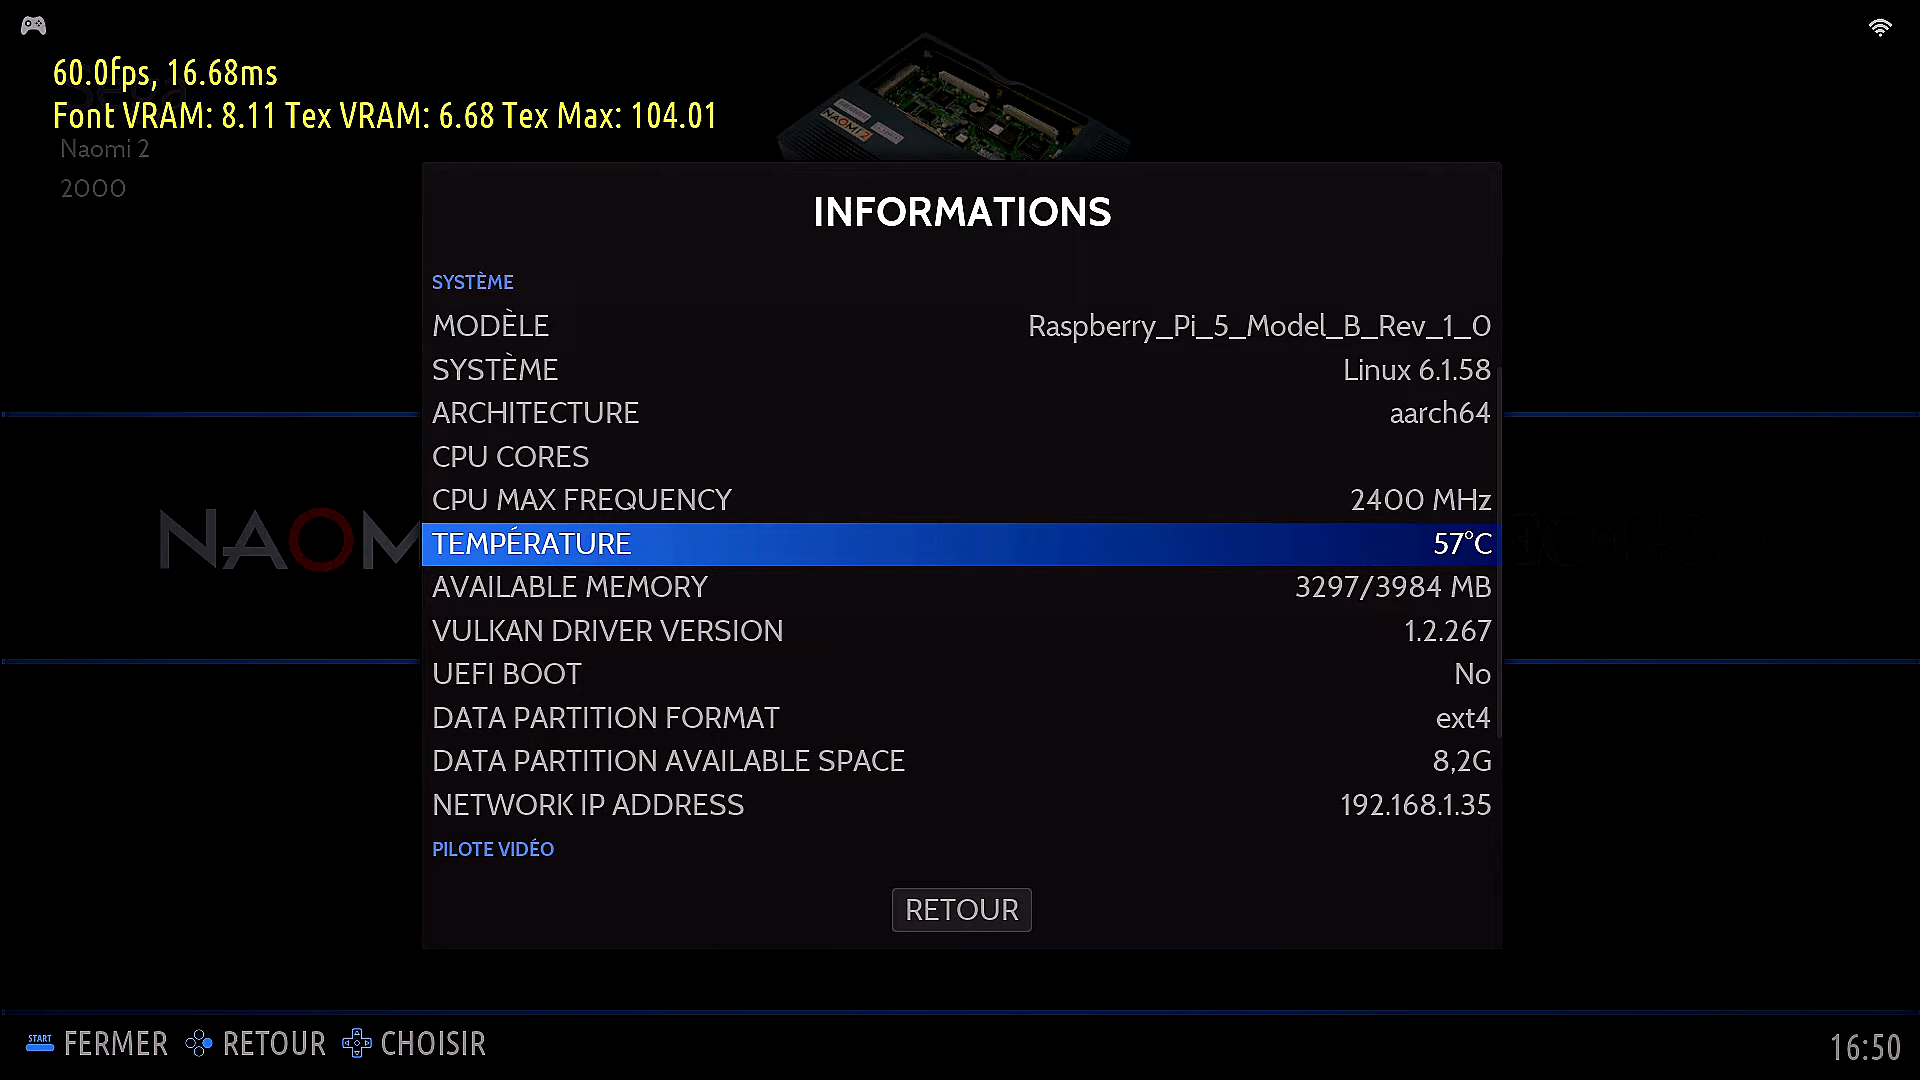 60.0fps, 16.68ms
Font VRAM: 8.11 Tex VRAM: 6.68 Tex Max: 104.01
Naomi 2
2000
NAOMI 2
INFORMATIONS
SYSTÈME
MODÈLE Raspberry_Pi_5_Model_B_Rev_1_0
SYSTÈME Linux 6.1.58
ARCHITECTURE aarch64
CPU CORES
CPU MAX FREQUENCY 2400 MHz
NAOM
TEMPÉRATURE 57°C
AVAILABLE MEMORY 3297/3984 MB
VULKAN DRIVER VERSION 1.2.267
UEFI BOOT No
DATA PARTITION FORMAT ext4
DATA PARTITION AVAILABLE SPACE 8,2G
NETWORK IP ADDRESS 192.168.1.35
PILOTE VIDÉO
RETOUR
START FERMER RETOUR CHOISIR
16:50